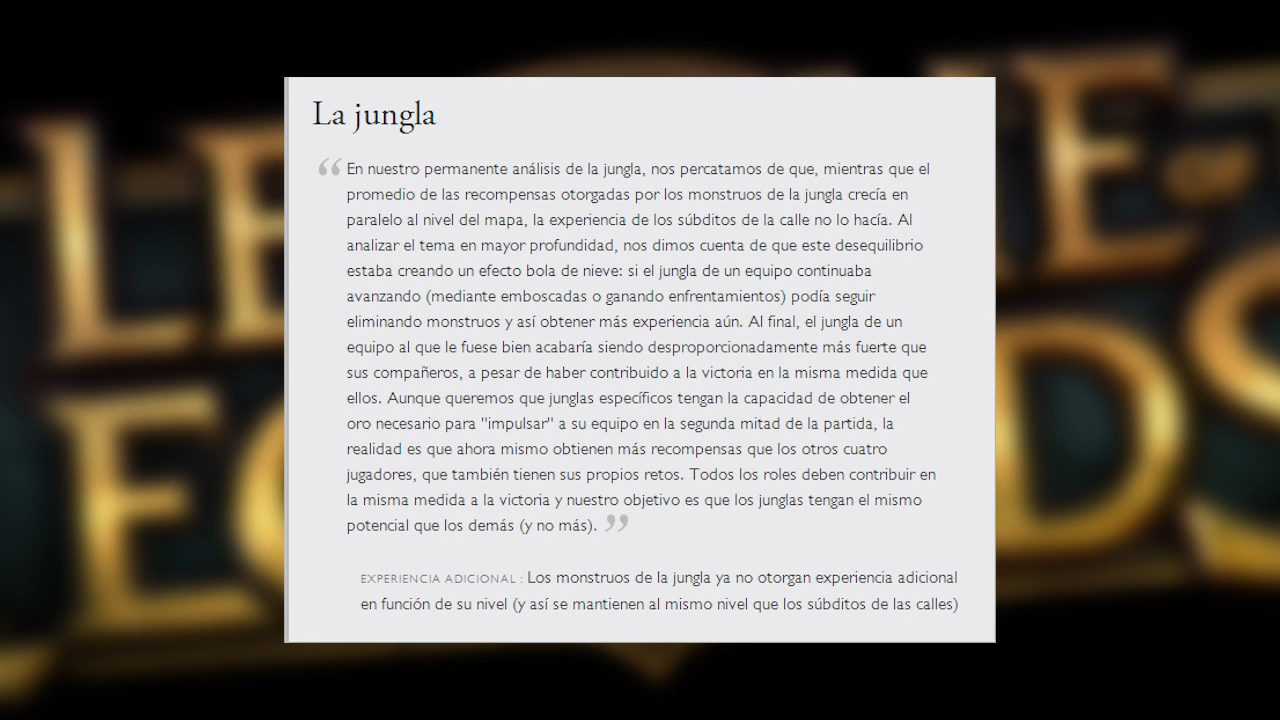 La jungla
“ En nuestro permanente análisis de la jungla, nos percatamos de que, mientras que el
promedio de las recompensas otorgadas por los monstruos de la jungla crecía en
paralelo al nivel del mapa, la experiencia de los súbditos de la calle no lo hacía. Al
analizar el tema en mayor profundidad, nos dimos cuenta de que este desequilibrio
estaba creando un efecto bola de nieve: si el jungla de un equipo continuaba
avanzando (mediante emboscadas o ganando enfrentamientos) podía seguir
eliminando monstruos y así obtener más experiencia aún. Al final, el jungla de un
equipo al que le fuese bien acabaría siendo desproporcionadamente más fuerte que
sus compañeros, a pesar de haber contribuido a la victoria en la misma medida que
ellos. Aunque queremos que junglas específicos tengan la capacidad de obtener el
oro necesario para "impulsar" a su equipo en la segunda mitad de la partida, la
realidad es que ahora mismo obtienen más recompensas que los otros cuatro
jugadores, que también tienen sus propios retos. Todos los roles deben contribuir en
la misma medida a la victoria y nuestro objetivo es que los junglas tengan el mismo
potencial que los demás (y no más). ”
EXPERIENCIA ADICIONAL : Los monstruos de la jungla ya no otorgan experiencia adicional
en función de su nivel (y así se mantienen al mismo nivel que los súbditos de las calles)